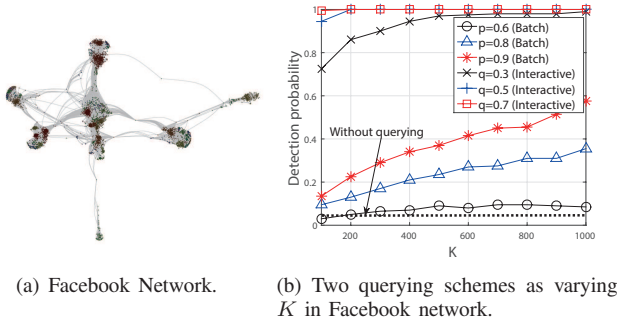 Detection probability
1
0.8
0.6
0.4
0.2
0
p=0.6 (Batch)
p=0.8 (Batch)
p=0.9 (Batch)
q=0.3 (Interactive)
q=0.5 (Interactive)
q=0.7 (Interactive)
Without querying
200 400 600 800 1000
K
(a) Facebook Network.
(b) Two querying schemes as varying
K in Facebook network.